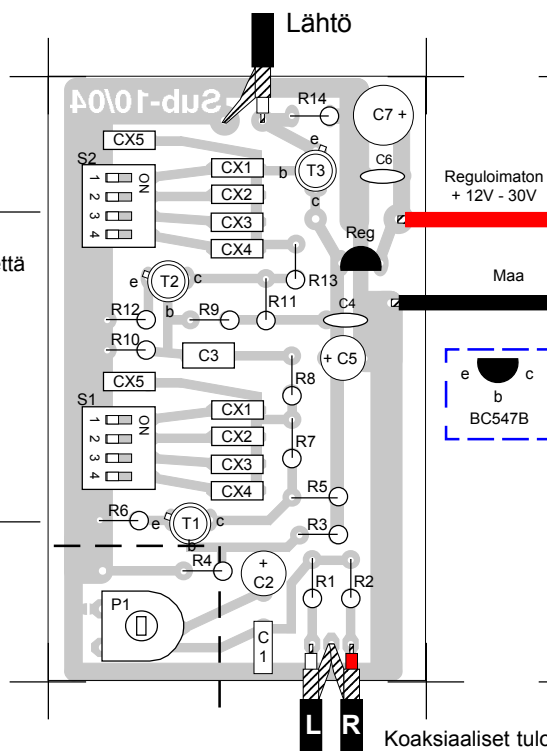 Lähtö
Sub-10/04
R14
C7 +
CX5
e
S2
T3
b
C6
CX1
CX2
CX3
CX4
ON
1
2
3
4
c
Reguloimaton
+ 12V - 30V
Reg
että
Maa
e
T2
c
b
R13
R11
R12
R9
C4
R10
C3
+ C5
R8
e
c
b
BC547B
CX5
S1
CX1
CX2
CX3
CX4
ON
1
2
3
4
R7
R5
R6
e
T1
c
b
R3
R4
+
C2
R1
R2
P1
C
1
L
R
Koaksiaaliset tulo